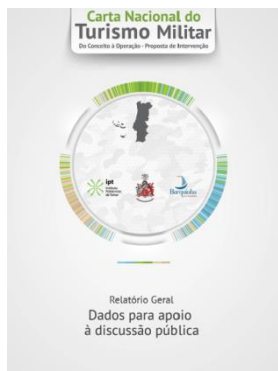 Carta Nacional do
Turismo Militar
Do Conceito à Operação - Proposta de Intervenção
ipt
Barquinha
Relatório Geral
Dados para apoio
à discussão pública